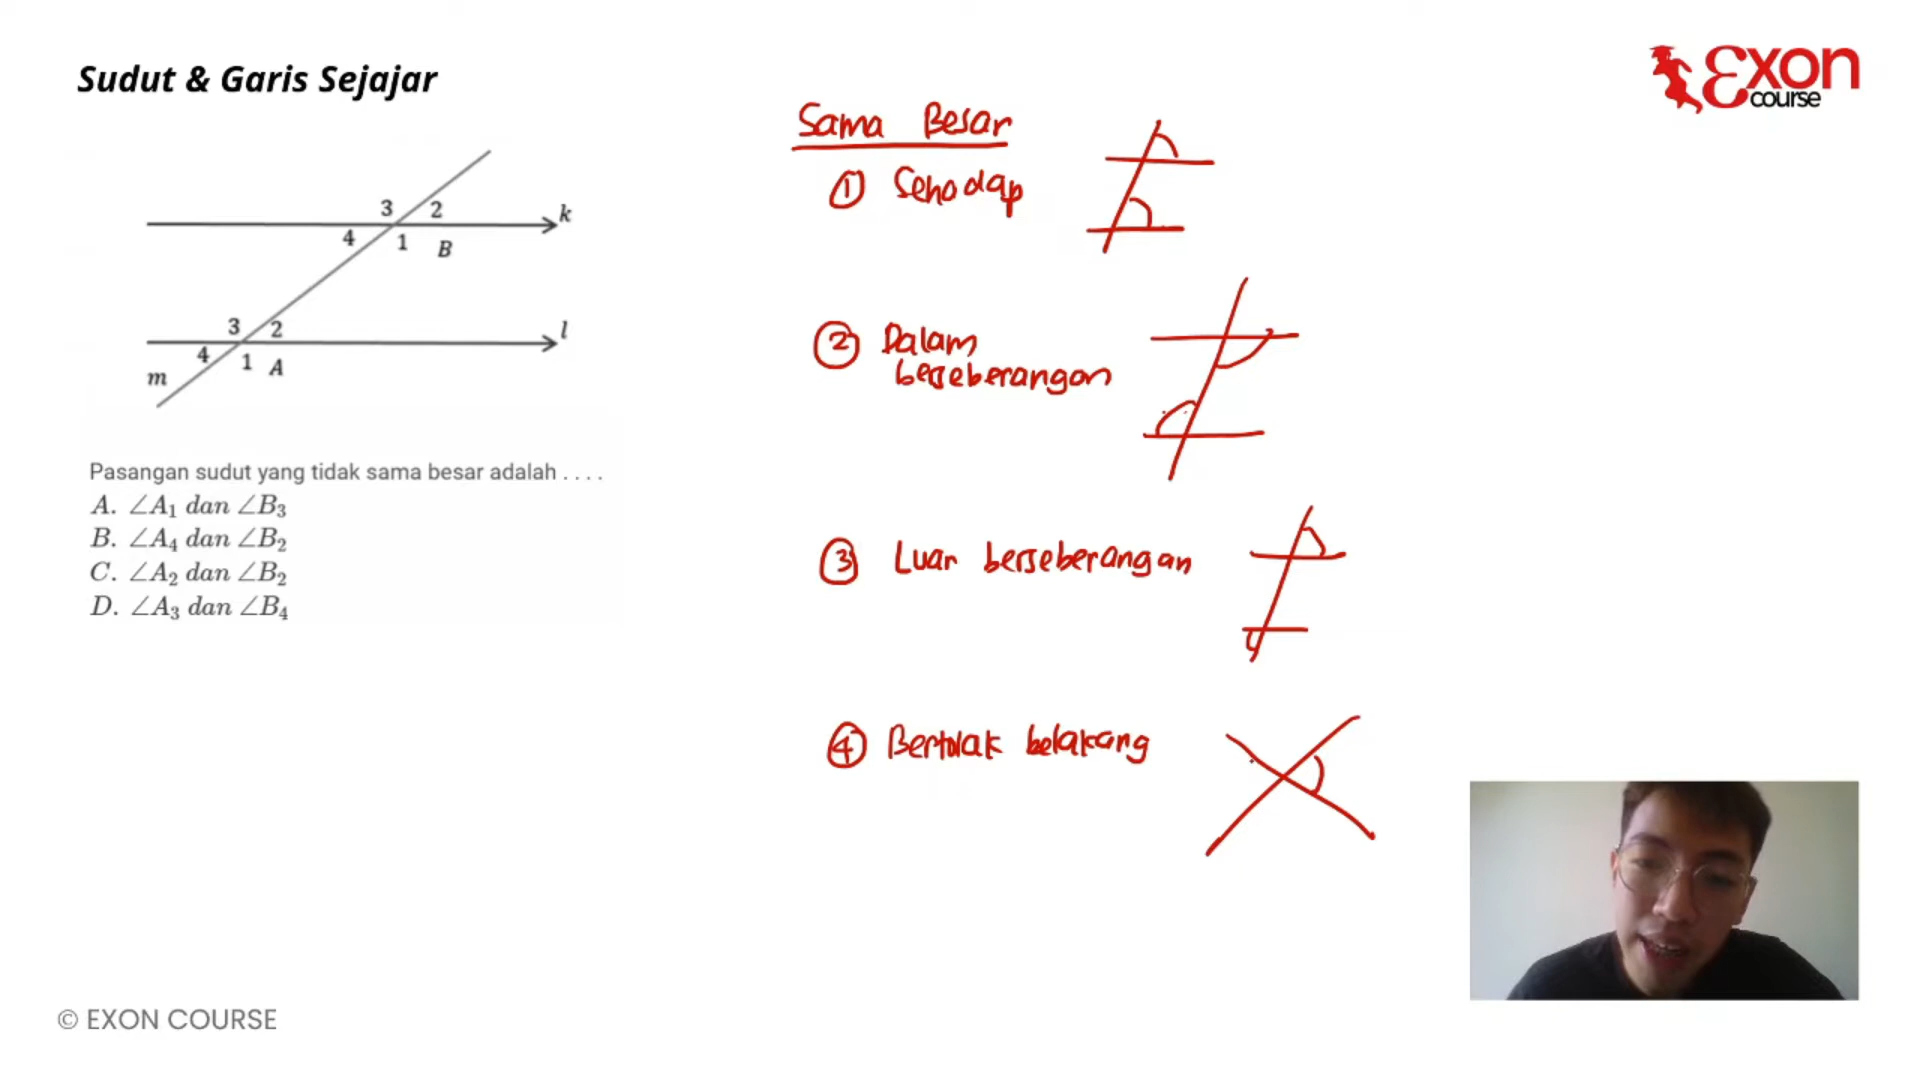 Sudut & Garis Sejajar
Exon
course
3 2
k
4 1 B
3 2
l
4 1 A
m
Pasangan sudut yang tidak sama besar adalah . . . .
A. ∠A₁ dan ∠B₃
B. ∠A₄ dan ∠B₂
C. ∠A₂ dan ∠B₂
D. ∠A₃ dan ∠B₄
Sama Besar
① Sehadap
② Dalam
berseberangan
③ Luar berseberangan
④ Bertolak belakang
© EXON COURSE